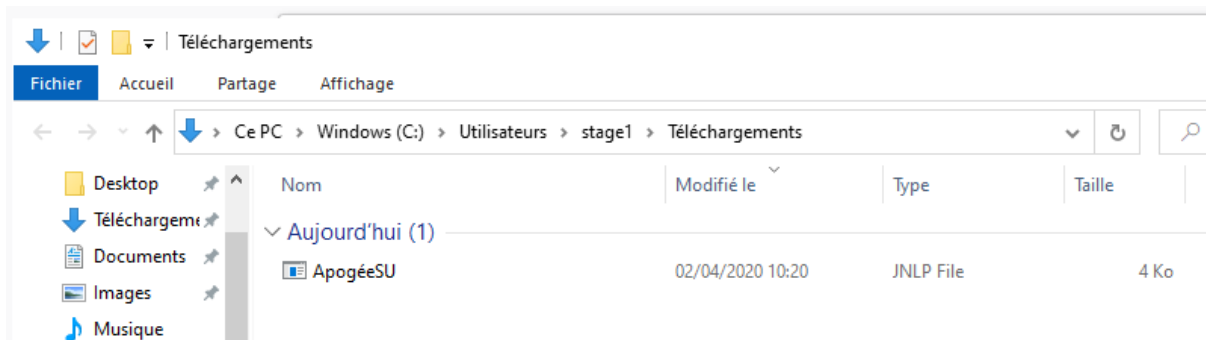 Téléchargements
Fichier Accueil Partage Affichage
Ce PC > Windows (C:) > Utilisateurs > stage1 > Téléchargements
Nom Modifié le Type Taille
Desktop
Téléchargeme
Aujourd'hui (1)
Documents
ApogéeSU 02/04/2020 10:20 JNLP File 4 Ko
Images
Musique